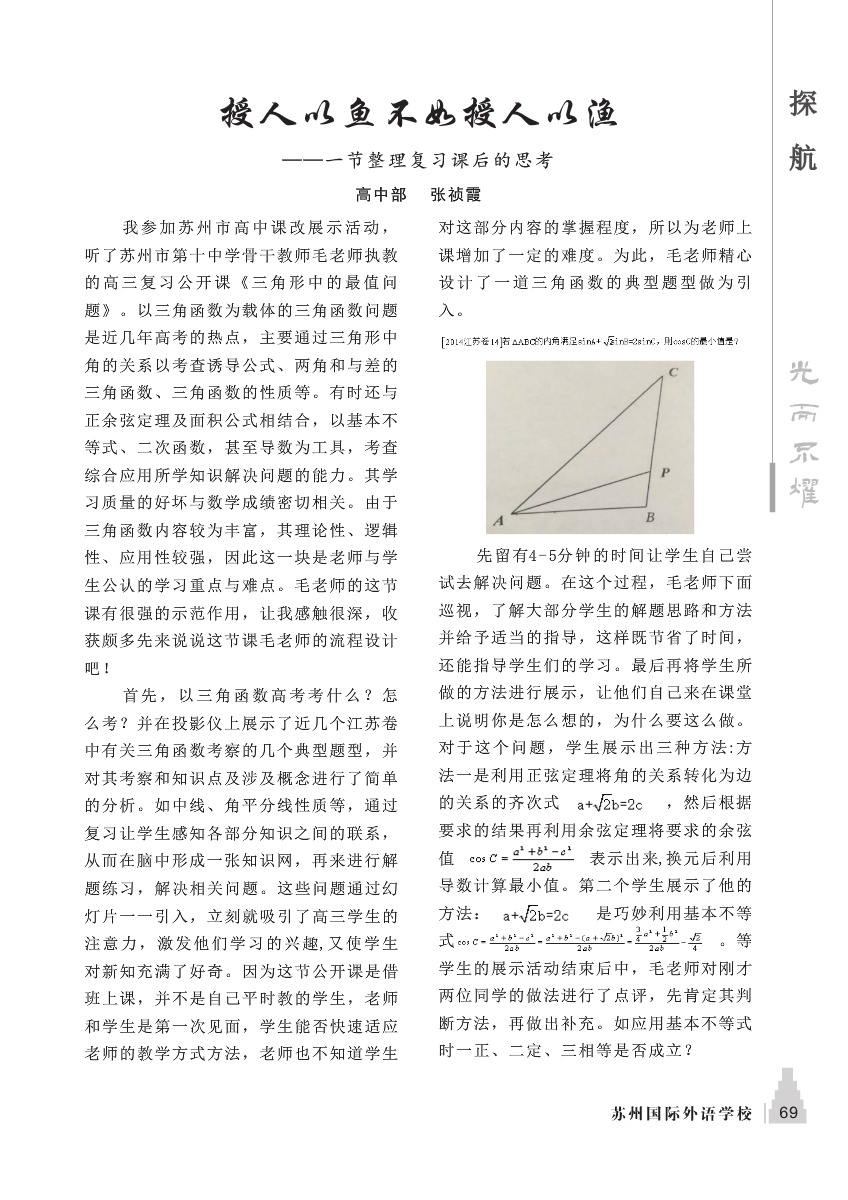 授人以鱼不如授人以渔
——一节整理复习课后的思考
高中部 张祯霞
我参加苏州市高中课改展示活动，
听了苏州市第十中学骨干教师毛老师执教
的高三复习公开课《三角形中的最值问
题》。以三角函数为载体的三角函数问题
是近几年高考的热点，主要通过三角形中
角的关系以考查诱导公式、两角和与差的
三角函数、三角函数的性质等。有时还与
正余弦定理及面积公式相结合，以基本不
等式、二次函数，甚至导数为工具，考查
综合应用所学知识解决问题的能力。其学
习质量的好坏与数学成绩密切相关。由于
三角函数内容较为丰富，其理论性、逻辑
性、应用性较强，因此这一块是老师与学
生公认的学习重点与难点。毛老师的这节
课有很强的示范作用，让我感触很深，收
获颇多先来说说这节课毛老师的流程设计
吧！
首先，以三角函数高考考什么？怎
么考？并在投影仪上展示了近几个江苏卷
中有关三角函数考察的几个典型题型，并
对其考察和知识点及涉及概念进行了简单
的分析。如中线、角平分线性质等，通过
复习让学生感知各部分知识之间的联系，
从而在脑中形成一张知识网，再来进行解
题练习，解决相关问题。这些问题通过幻
灯片一一引入，立刻就吸引了高三学生的
注意力，激发他们学习的兴趣,又使学生
对新知充满了好奇。因为这节公开课是借
班上课，并不是自己平时教的学生，老师
和学生是第一次见面，学生能否快速适应
老师的教学方式方法，老师也不知道学生
对这部分内容的掌握程度，所以为老师上
课增加了一定的难度。为此，毛老师精心
设计了一道三角函数的典型题型做为引
入。
[2014江苏卷14]若△ABC的内角满足sinA+√2sinB=2sinC，则cosC的最小值是？
C
P
A
B
先留有4-5分钟的时间让学生自己尝
试去解决问题。在这个过程，毛老师下面
巡视，了解大部分学生的解题思路和方法
并给予适当的指导，这样既节省了时间，
还能指导学生们的学习。最后再将学生所
做的方法进行展示，让他们自己来在课堂
上说明你是怎么想的，为什么要这么做。
对于这个问题，学生展示出三种方法:方
法一是利用正弦定理将角的关系转化为边
的关系的齐次式 a+√2b=2c ，然后根据
要求的结果再利用余弦定理将要求的余弦
值 cos C = (a²+b²-c²)/2ab 表示出来,换元后利用
导数计算最小值。第二个学生展示了他的
方法： a+√2b=2c 是巧妙利用基本不等
式 cos C = (a²+b²-c²)/2ab = (a²+b²-(a+√2b)²)/2ab = (3/4 a²+1/2 b²)/2ab - √2/4 。等
学生的展示活动结束后中，毛老师对刚才
两位同学的做法进行了点评，先肯定其判
断方法，再做出补充。如应用基本不等式
时一正、二定、三相等是否成立？
探
航
光
而
不
耀
苏州国际外语学校 69